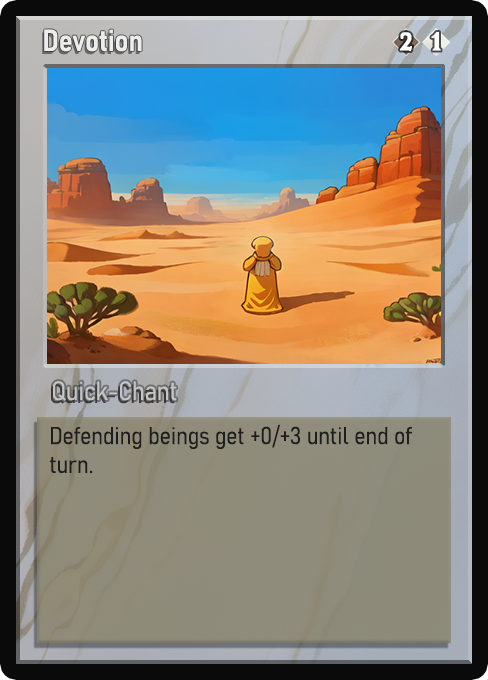 Devotion 2 1
Quick-Chant
Defending beings get +0/+3 until end of
turn.